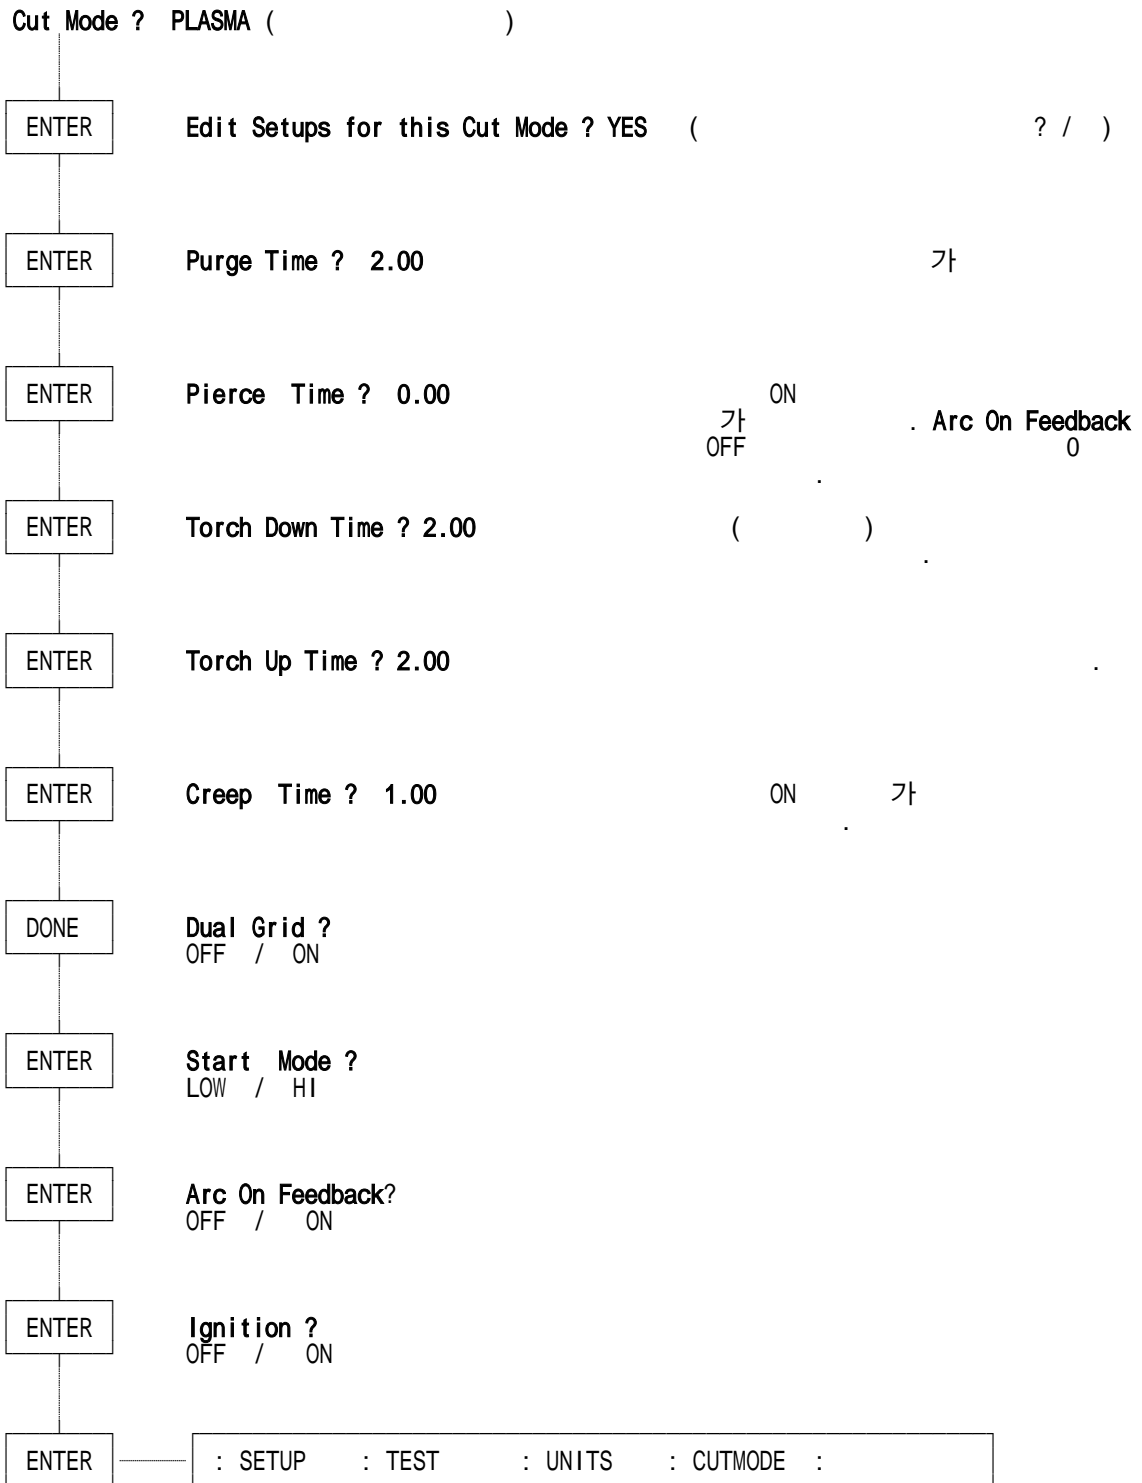 Cut Mode ? PLASMA ( )
ENTER Edit Setups for this Cut Mode ? YES ( ? / )
ENTER Purge Time ? 2.00 가
ENTER Pierce Time ? 0.00 ON
가 . Arc On Feedback
OFF 0
.
ENTER Torch Down Time ? 2.00 ( )
.
ENTER Torch Up Time ? 2.00 .
ENTER Creep Time ? 1.00 ON 가
.
DONE Dual Grid ?
OFF / ON
ENTER Start Mode ?
LOW / HI
ENTER Arc On Feedback?
OFF / ON
ENTER Ignition ?
OFF / ON
ENTER : SETUP : TEST : UNITS : CUTMODE :